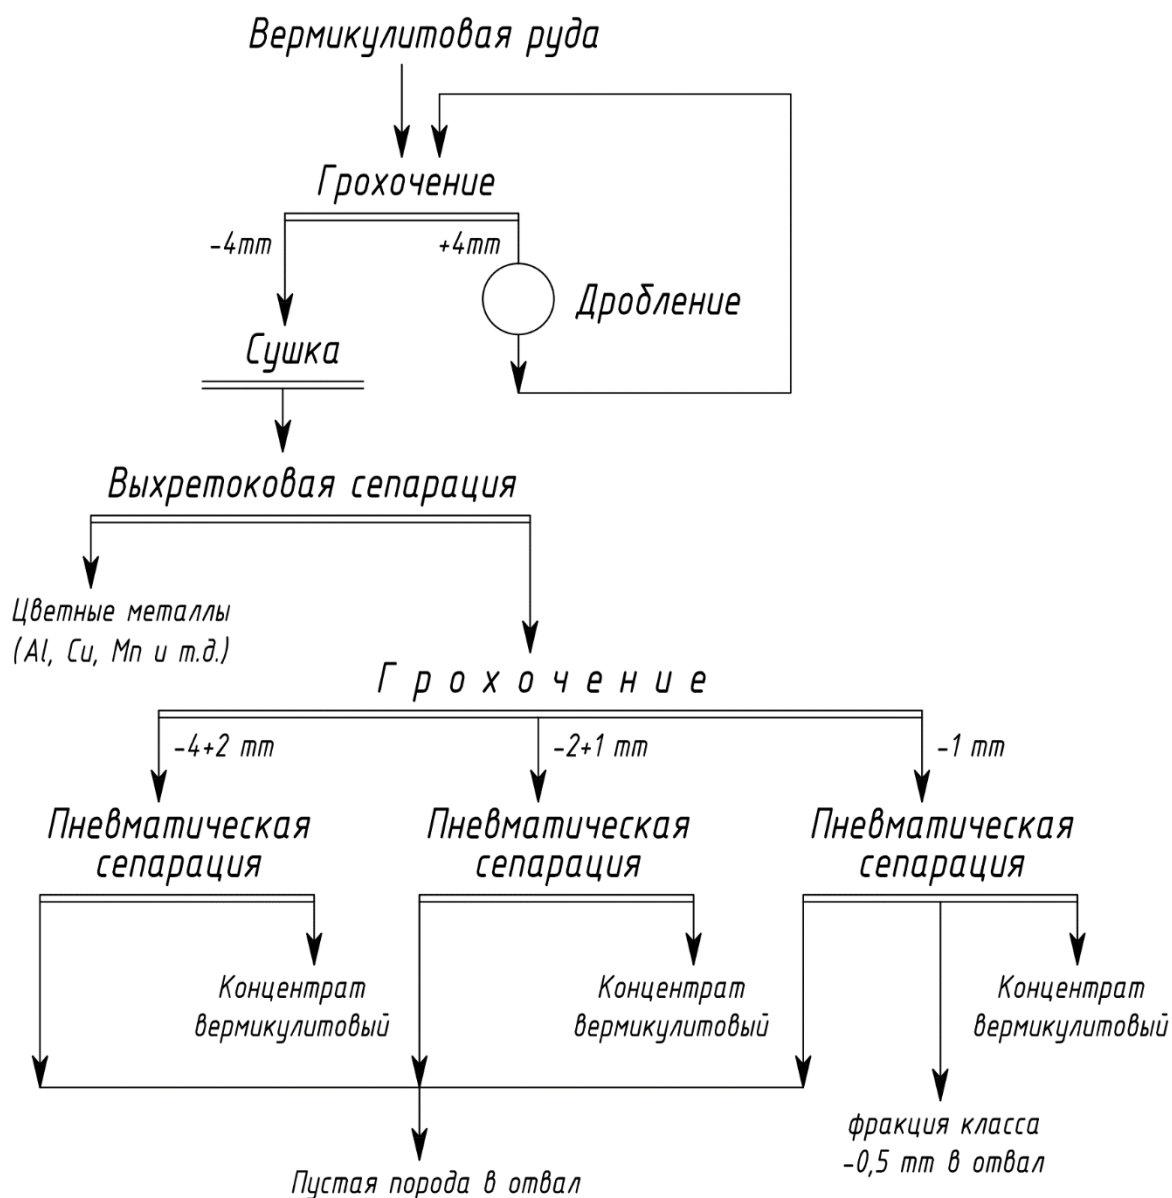 Вермикулитовая руда
Грохочение
-4mm
+4mm
Дробление
Сушка
Выхретоковая сепарация
Цветные металлы
(Al, Cu, Mn и т.д.)
Грохочение
-4+2 mm
-2+1 mm
-1 mm
Пневматическая
сепарация
Пневматическая
сепарация
Пневматическая
сепарация
Концентрат
вермикулитовый
Концентрат
вермикулитовый
Концентрат
вермикулитовый
фракция класса
-0,5 mm в отвал
Пустая порода в отвал